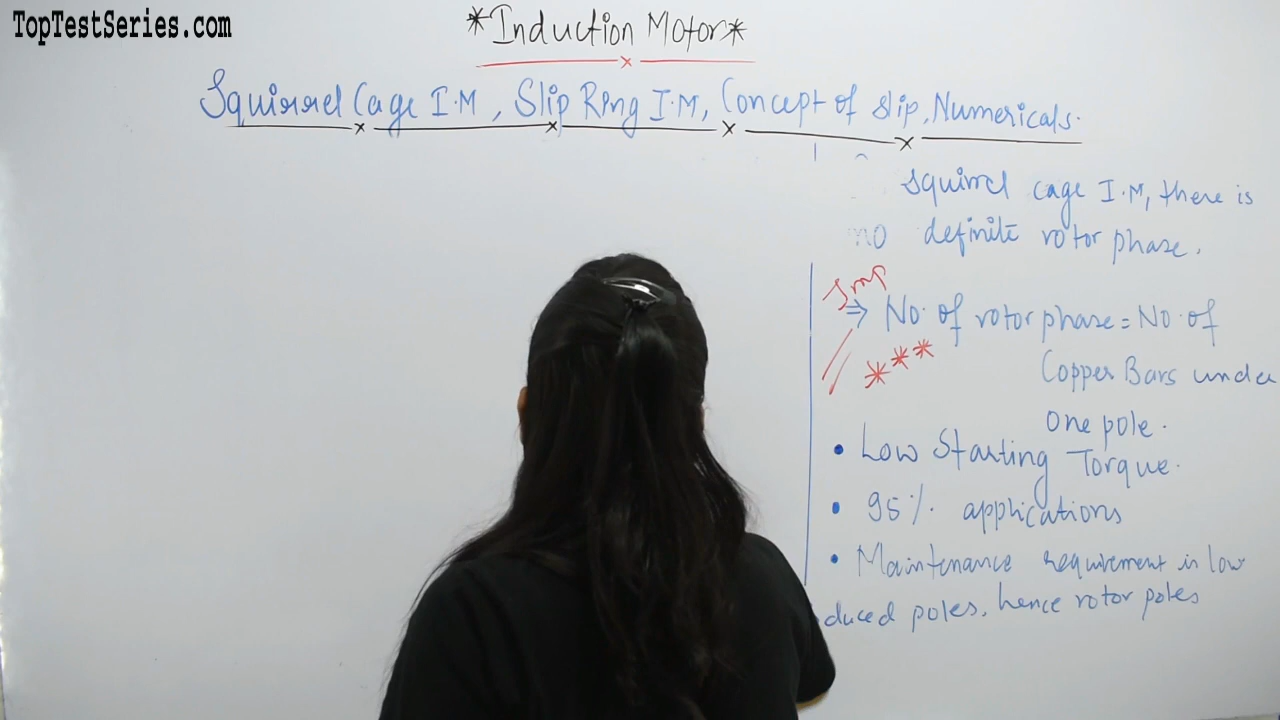 TopTestSeries.com
*Induction Motor*
Squirrel Cage I.M, Slip Ring I.M, Concept of slip, Numericals.
squirrel cage I.M, there is
no definite rotor phase.
Imp
⇒ No. of rotor phase = No. of
***
Copper Bars under
one pole.
• Low Starting Torque.
• 95% applications
• Maintenance requirement is low
duced poles, hence rotor poles